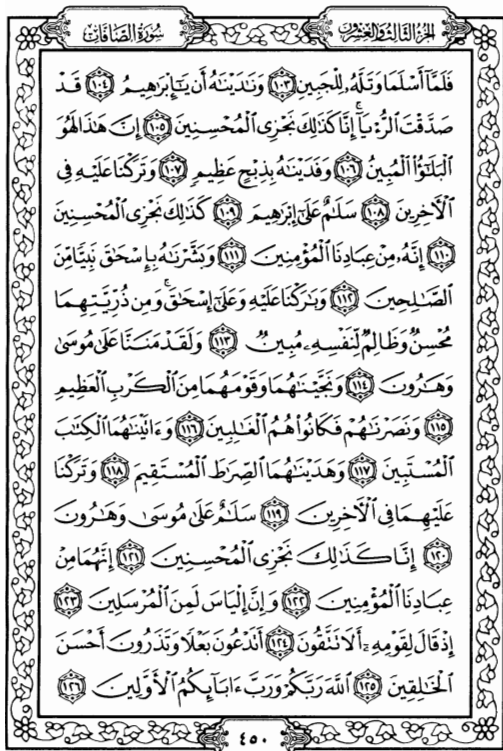 الجزء الثالث والعشرون
سورة الصافات
فَلَمَّآ أَسْلَمَا وَتَلَّهُۥ لِلْجَبِينِ ١٠٣ وَنَٰدَيْنَٰهُ أَن يَٰٓإِبْرَٰهِيمُ ١٠٤ قَدْ
صَدَّقْتَ ٱلرُّءْيَآ إِنَّا كَذَٰلِكَ نَجْزِى ٱلْمُحْسِنِينَ ١٠٥ إِنَّ هَٰذَا لَهُوَ
ٱلْبَلَٰٓؤُا۟ ٱلْمُبِينُ ١٠٦ وَفَدَيْنَٰهُ بِذِبْحٍ عَظِيمٍ ١٠٧ وَتَرَكْنَا عَلَيْهِ فِى
ٱلْءَاخِرِينَ ١٠٨ سَلَٰمٌ عَلَىٰٓ إِبْرَٰهِيمَ ١٠٩ كَذَٰلِكَ نَجْزِى ٱلْمُحْسِنِينَ
١١٠ إِنَّهُۥ مِنْ عِبَادِنَا ٱلْمُؤْمِنِينَ ١١١ وَبَشَّرْنَٰهُ بِإِسْحَٰقَ نَبِيًّا مِّنَ
ٱلصَّٰلِحِينَ ١١٢ وَبَٰرَكْنَا عَلَيْهِ وَعَلَىٰٓ إِسْحَٰقَ وَمِن ذُرِّيَّتِهِمَا
مُحْسِنٌ وَظَالِمٌ لِّنَفْسِهِۦ مُبِينٌ ١١٣ وَلَقَدْ مَنَنَّا عَلَىٰ مُوسَىٰ
وَهَٰرُونَ ١١٤ وَنَجَّيْنَٰهُمَا وَقَوْمَهُمَا مِنَ ٱلْكَرْبِ ٱلْعَظِيمِ
١١٥ وَنَصَرْنَٰهُمْ فَكَانُوا۟ هُمُ ٱلْغَٰلِبِينَ ١١٦ وَءَاتَيْنَٰهُمَا ٱلْكِتَٰبَ
ٱلْمُسْتَبِينَ ١١٧ وَهَدَيْنَٰهُمَا ٱلصِّرَٰطَ ٱلْمُسْتَقِيمَ ١١٨ وَتَرَكْنَا
عَلَيْهِمَا فِى ٱلْءَاخِرِينَ ١١٩ سَلَٰمٌ عَلَىٰ مُوسَىٰ وَهَٰرُونَ
١٢٠ إِنَّا كَذَٰلِكَ نَجْزِى ٱلْمُحْسِنِينَ ١٢١ إِنَّهُمَا مِنْ
عِبَادِنَا ٱلْمُؤْمِنِينَ ١٢٢ وَإِنَّ إِلْيَاسَ لَمِنَ ٱلْمُرْسَلِينَ ١٢٣
إِذْ قَالَ لِقَوْمِهِۦٓ أَلَا تَتَّقُونَ ١٢٤ أَتَدْعُونَ بَعْلًا وَتَذَرُونَ أَحْسَنَ
ٱلْخَٰلِقِينَ ١٢٥ ٱللَّهَ رَبَّكُمْ وَرَبَّ ءَابَآئِكُمُ ٱلْأَوَّلِينَ ١٢٦
٤٥٠